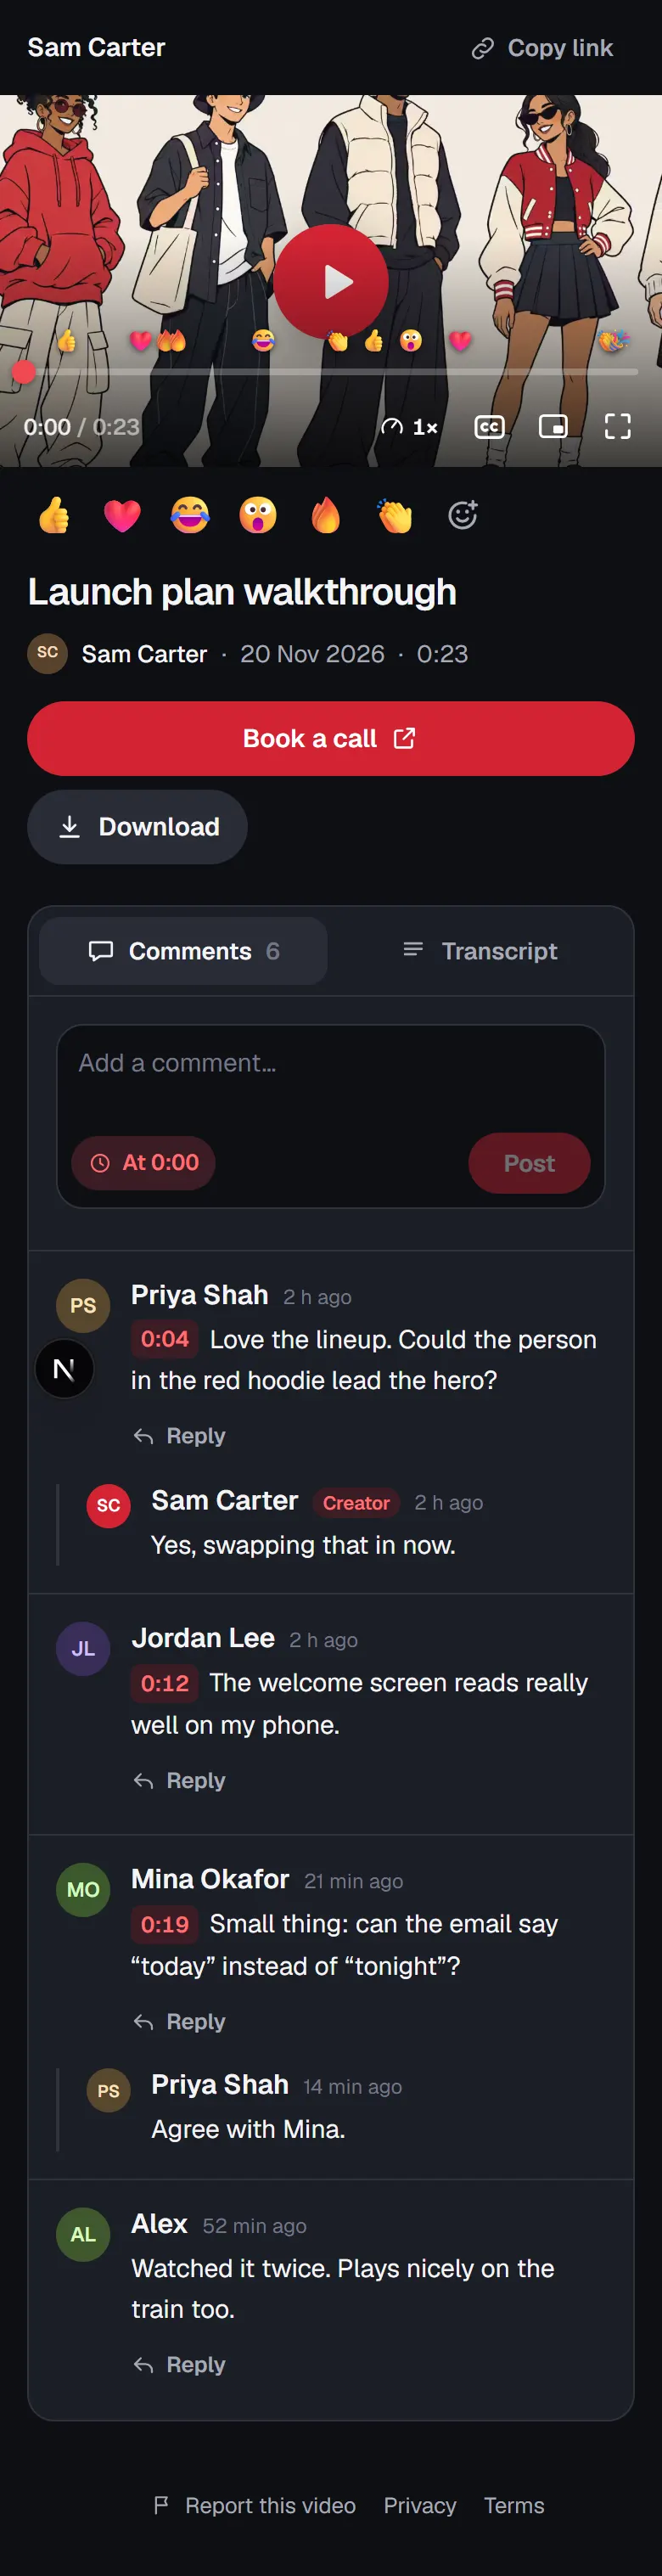 Sam Carter
Copy link
0:00 / 0:23
1×
CC
Launch plan walkthrough
SC Sam Carter · 20 Nov 2026 · 0:23
Book a call
Download
Comments 6
Transcript
Add a comment…
At 0:00
Post
PS Priya Shah 2 h ago
0:04 Love the lineup. Could the person
in the red hoodie lead the hero?
N
Reply
SC Sam Carter Creator 2 h ago
Yes, swapping that in now.
JL Jordan Lee 2 h ago
0:12 The welcome screen reads really
well on my phone.
Reply
MO Mina Okafor 21 min ago
0:19 Small thing: can the email say
“today” instead of “tonight”?
Reply
PS Priya Shah 14 min ago
Agree with Mina.
AL Alex 52 min ago
Watched it twice. Plays nicely on the
train too.
Reply
Report this video Privacy Terms